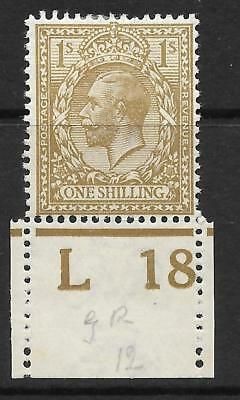 1S 1S
POSTAGE
REVENUE
ONE SHILLING
L 18
12